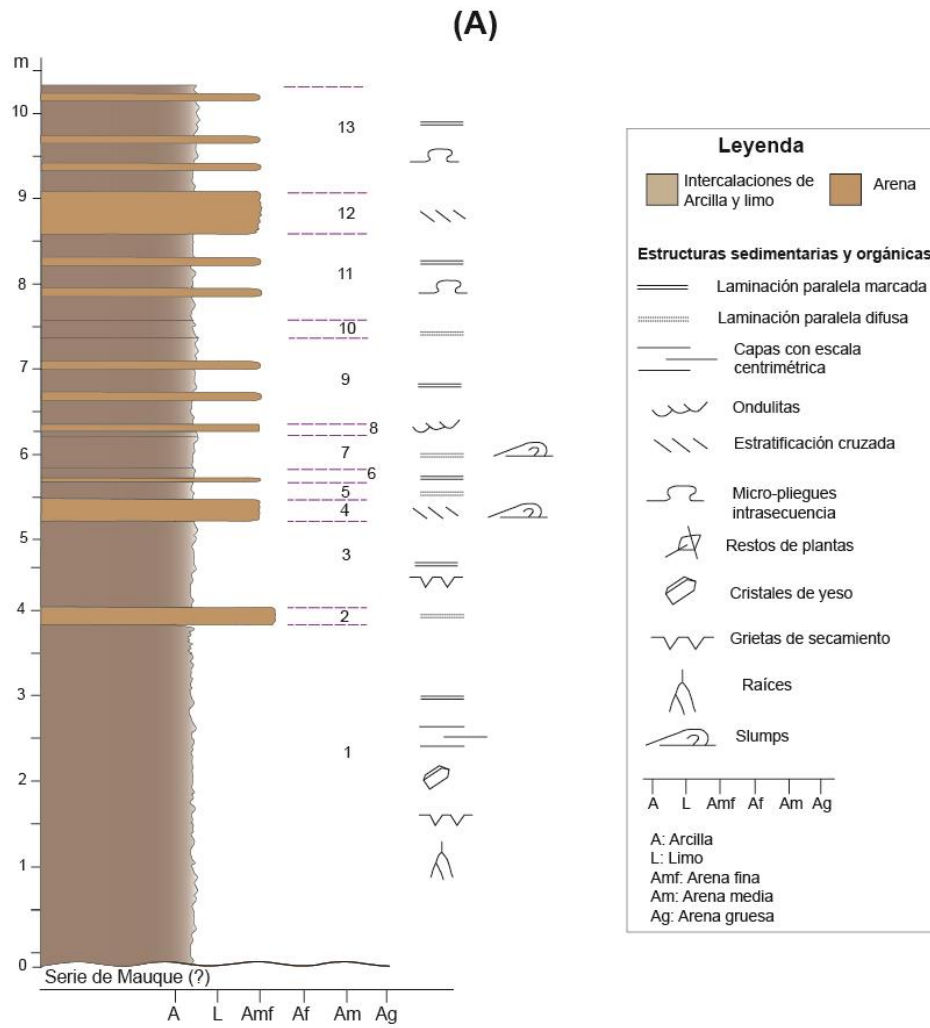 (A)
m
10
9
8
7
6
5
4
3
2
1
0
13
12
11
10
9
8
7
6
5
4
3
2
1
Serie de Mauque (?)
A L Amf Af Am Ag
Leyenda
Intercalaciones de
Arcilla y limo
Arena
Estructuras sedimentarias y orgánicas
Laminación paralela marcada
Laminación paralela difusa
Capas con escala
centrimétrica
Ondulitas
Estratificación cruzada
Micro-pliegues
intrasecuencia
Restos de plantas
Cristales de yeso
Grietas de secamiento
Raíces
Slumps
A L Amf Af Am Ag
A: Arcilla
L: Limo
Amf: Arena fina
Am: Arena media
Ag: Arena gruesa